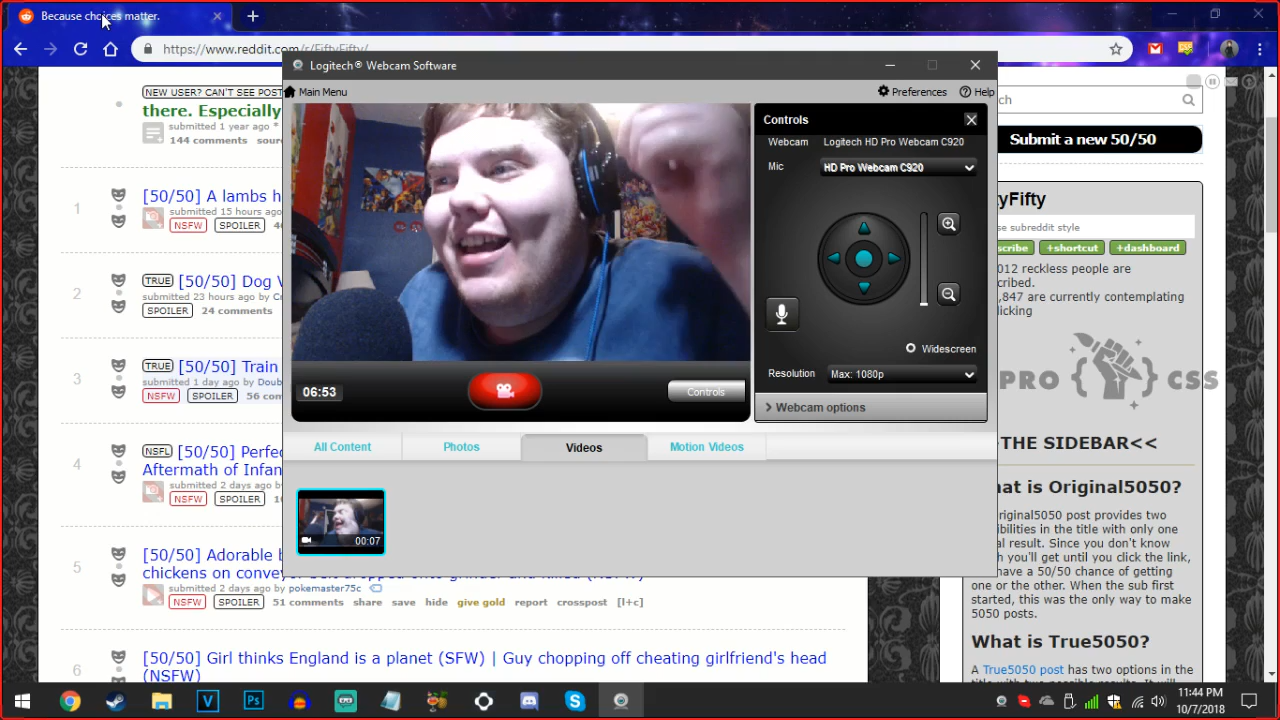 Because choices matter.
https://www.reddit.com/r/FiftyFifty/
Logitech® Webcam Software
Main Menu
Preferences
Help
NEW USER? CAN'T SEE POST
there. Especially
submitted 1 year ago *
144 comments
1
[50/50] A lambs h
submitted 15 hours ago
NSFW SPOILER
2
TRUE [50/50] Dog
submitted 23 hours ago by
SPOILER 24 comments
3
TRUE [50/50] Train
submitted 1 day ago by Doub
NSFW SPOILER 56 com
4
NSFL [50/50] Perfe
Aftermath of Infan
submitted 2 days ago
NSFW SPOILER
5
[50/50] Adorable b
submitted 2 days ago by pokemaster75c
NSFW SPOILER 51 comments share save hide give gold report crosspost [l+c]
6
[50/50] Girl thinks England is a planet (SFW) | Guy chopping off cheating girlfriend's head
(NSFW)
06:53
Controls
Controls
Webcam Logitech HD Pro Webcam C920
Mic HD Pro Webcam C920
Widescreen
Resolution Max: 1080p
Webcam options
All Content
Photos
Videos
Motion Videos
00:07
ch
Submit a new 50/50
tyFifty
se subreddit style
scribe +shortcut +dashboard
012 reckless people are
cribed.
,847 are currently contemplating
licking
PRO CSS
THE SIDEBAR<<
at is Original5050?
riginal5050 post provides two
ibilities in the title with only one
al result. Since you don't know
h you'll get until you click the link,
have a 50/50 chance of getting
one or the other. When the sub first
started, this was the only way to make
5050 posts.
What is True5050?
A True5050 post has two options in the
11:44 PM
10/7/2018